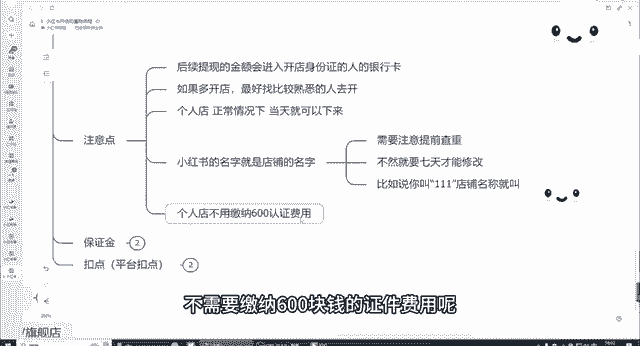 后续提现的金额会进入开店身份证的人的银行卡
如果多开店，最好找比较熟悉的人去开
个人店 正常情况下 当天就可以下来
注意点
小红书的名字就是店铺的名字
需要注意提前查重
不然就要七天才能修改
比如说你叫“111”店铺名称就叫
个人店不用缴纳600认证费用
保证金 2
扣点（平台扣点） 2
不需要缴纳600块钱的证件费用呢
旗舰店